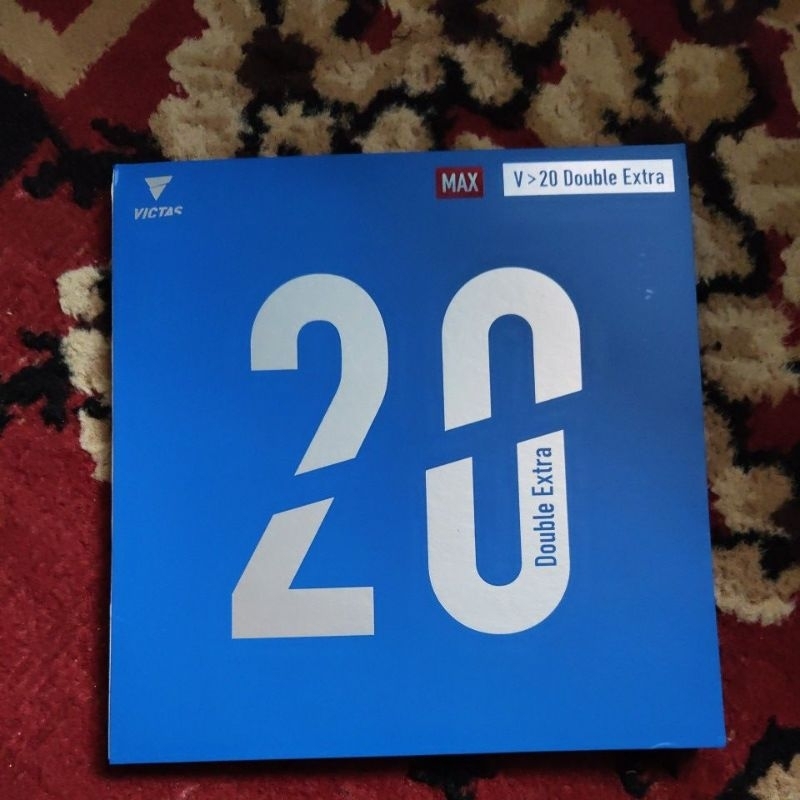 VICTAS
MAX
V>20 Double Extra
20
Double Extra